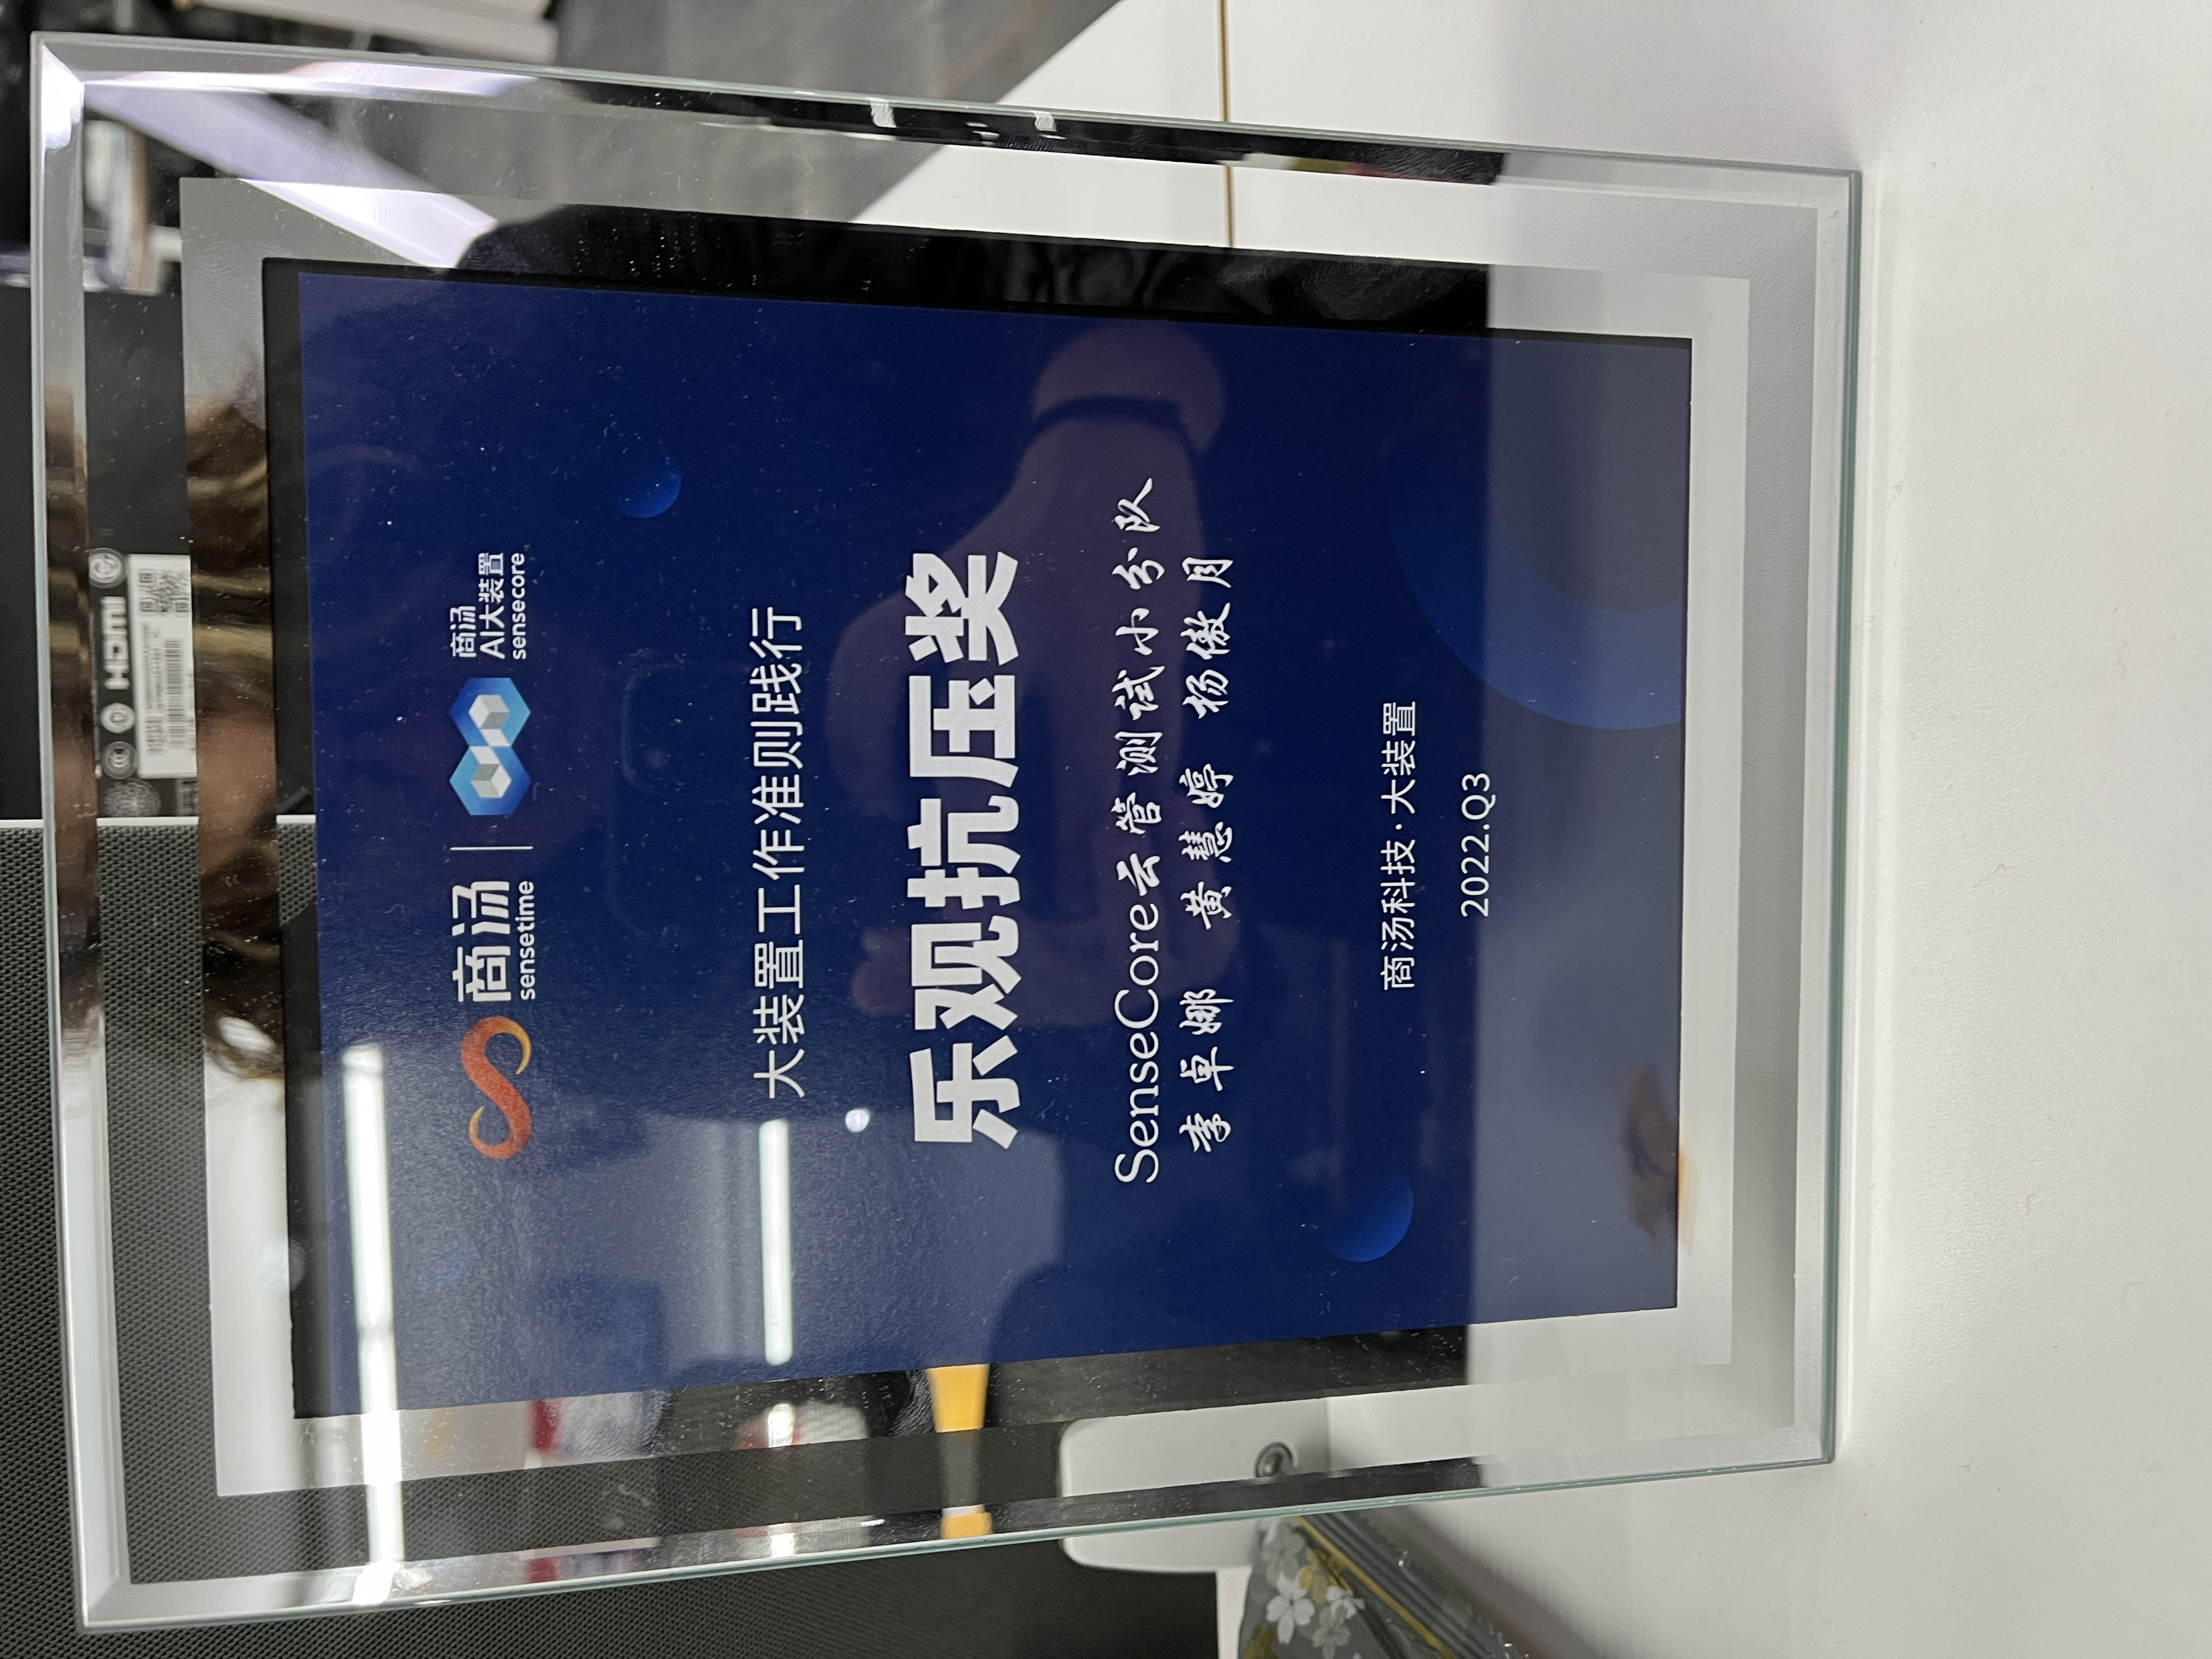 HDMI
商汤
sensetime
商汤
AI大装置
sensecore
大装置工作准则践行
乐观抗压奖
SenseCore云管测试小分队
李卓娜 黄慧婷 杨傲月
商汤科技·大装置
2022.Q3